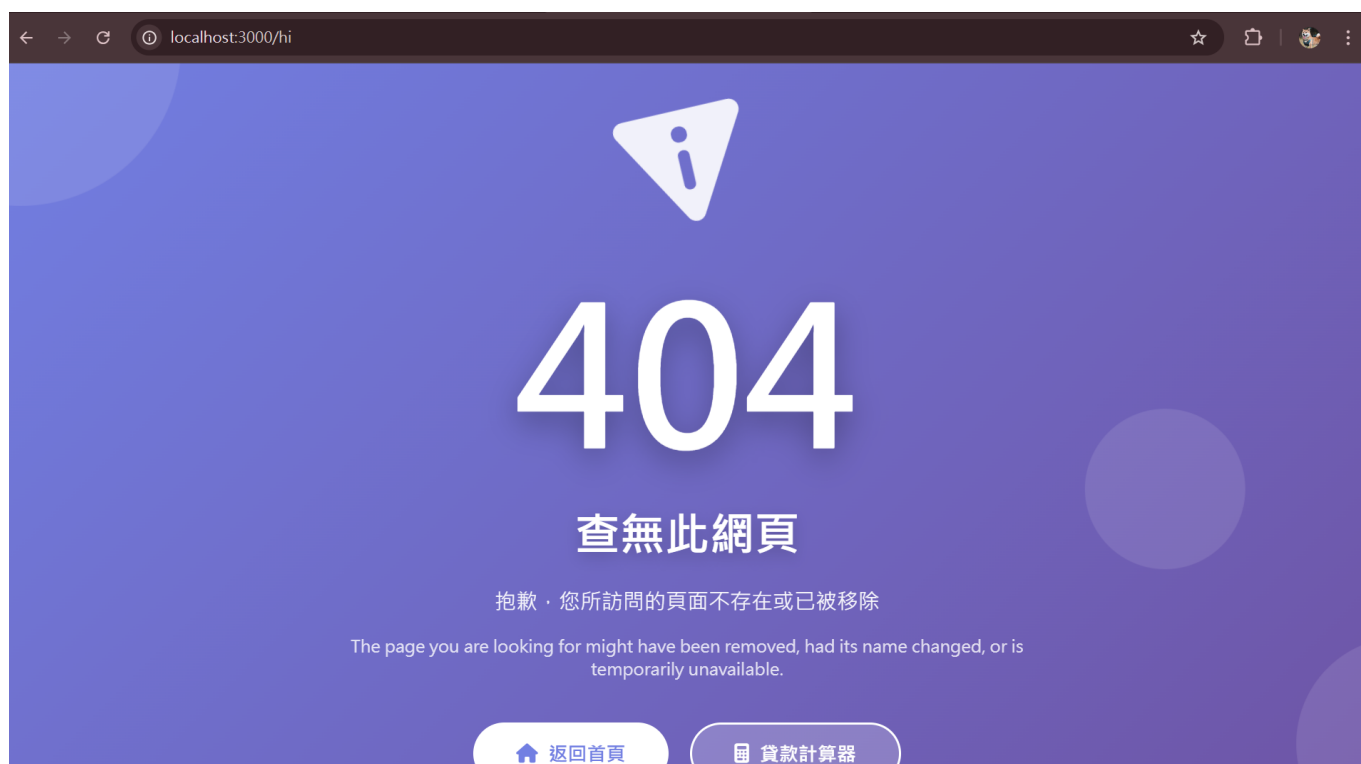 localhost:3000/hi
404
查無此網頁
抱歉，您所訪問的頁面不存在或已被移除
The page you are looking for might have been removed, had its name changed, or is
temporarily unavailable.
返回首頁
貸款計算器